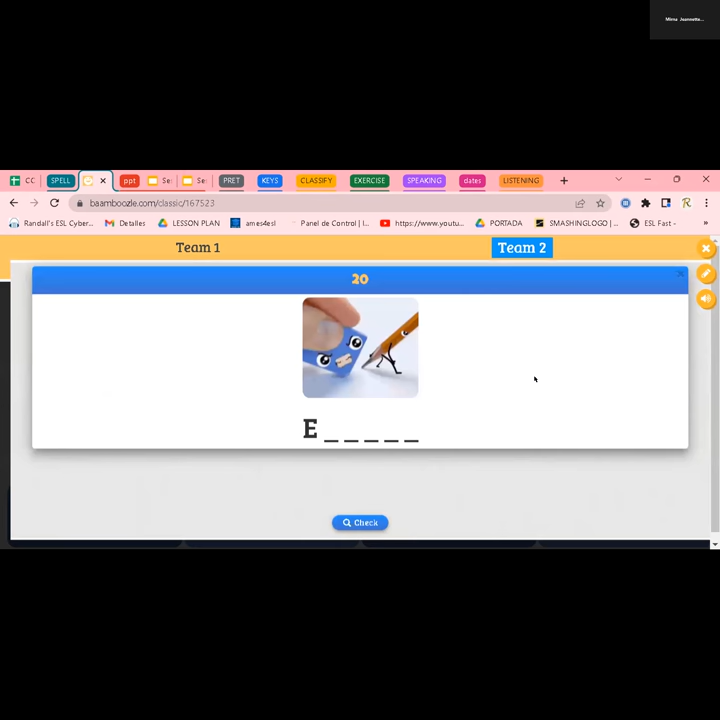 Mirna Jeannette...
CC SPELL ppt Se: Se: PRET KEYS CLASSIFY EXERCISE SPEAKING dates LISTENING
baamboozle.com/classic/167523
Randall's ESL Cyber... Detalles LESSON PLAN ames4esl Panel de Control | I... https://www.youtu... PORTADA SMASHINGLOGO | ... ESL Fast - »
Team 1 Team 2
20
E _ _ _ _ _
Check